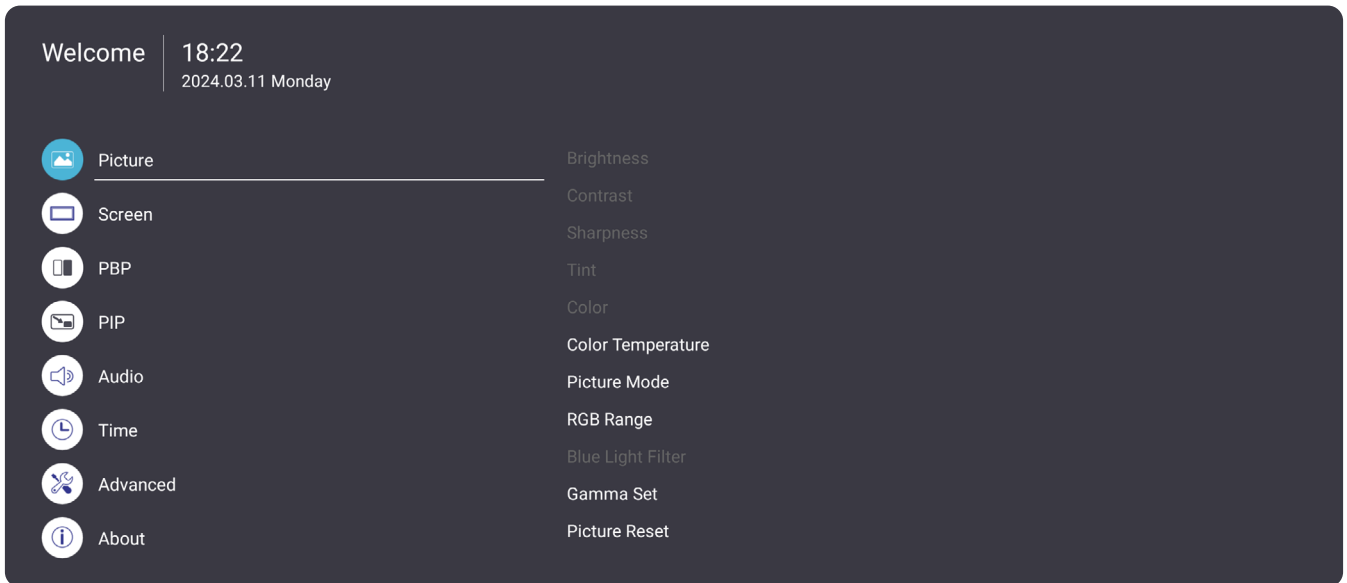 Welcome
18:22
2024.03.11 Monday
Picture
Screen
PBP
PIP
Audio
Time
Advanced
About
Brightness
Contrast
Sharpness
Tint
Color
Color Temperature
Picture Mode
RGB Range
Blue Light Filter
Gamma Set
Picture Reset